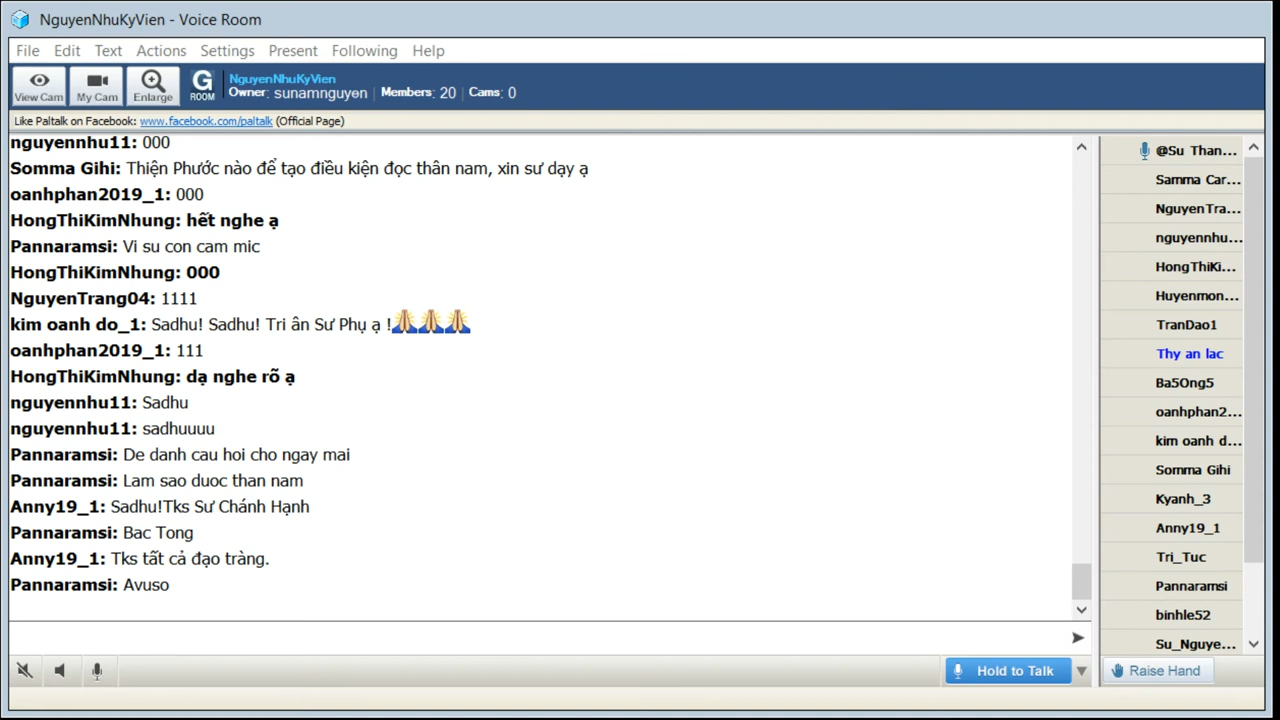 NguyenNhuKyVien - Voice Room
File Edit Text Actions Settings Present Following Help
View Cam My Cam Enlarge G ROOM
NguyenNhuKyVien
Owner: sunamnguyen | Members: 20 | Cams: 0
Like Paltalk on Facebook: www.facebook.com/paltalk (Official Page)
nguyennhu11: 000
Somma Gihi: Thiện Phước nào để tạo điều kiện đọc thân nam, xin sư dạy ạ
oanhphan2019_1: 000
HongThiKimNhung: hết nghe ạ
Pannaramsi: Vi su con cam mic
HongThiKimNhung: 000
NguyenTrang04: 1111
kim oanh do_1: Sadhu! Sadhu! Tri ân Sư Phụ ạ !🙏🙏🙏
oanhphan2019_1: 111
HongThiKimNhung: dạ nghe rõ ạ
nguyennhu11: Sadhu
nguyennhu11: sadhuuuu
Pannaramsi: De danh cau hoi cho ngay mai
Pannaramsi: Lam sao duoc than nam
Anny19_1: Sadhu!Tks Sư Chánh Hạnh
Pannaramsi: Bac Tong
Anny19_1: Tks tất cả đạo tràng.
Pannaramsi: Avuso
@Su Than...
Samma Car...
NguyenTra...
nguyennhu...
HongThiKi...
Huyenmon...
TranDao1
Thy an lac
Ba5Ong5
oanhphan2...
kim oanh d...
Somma Gihi
Kyanh_3
Anny19_1
Tri_Tuc
Pannaramsi
binhle52
Su_Nguye...
Hold to Talk
Raise Hand